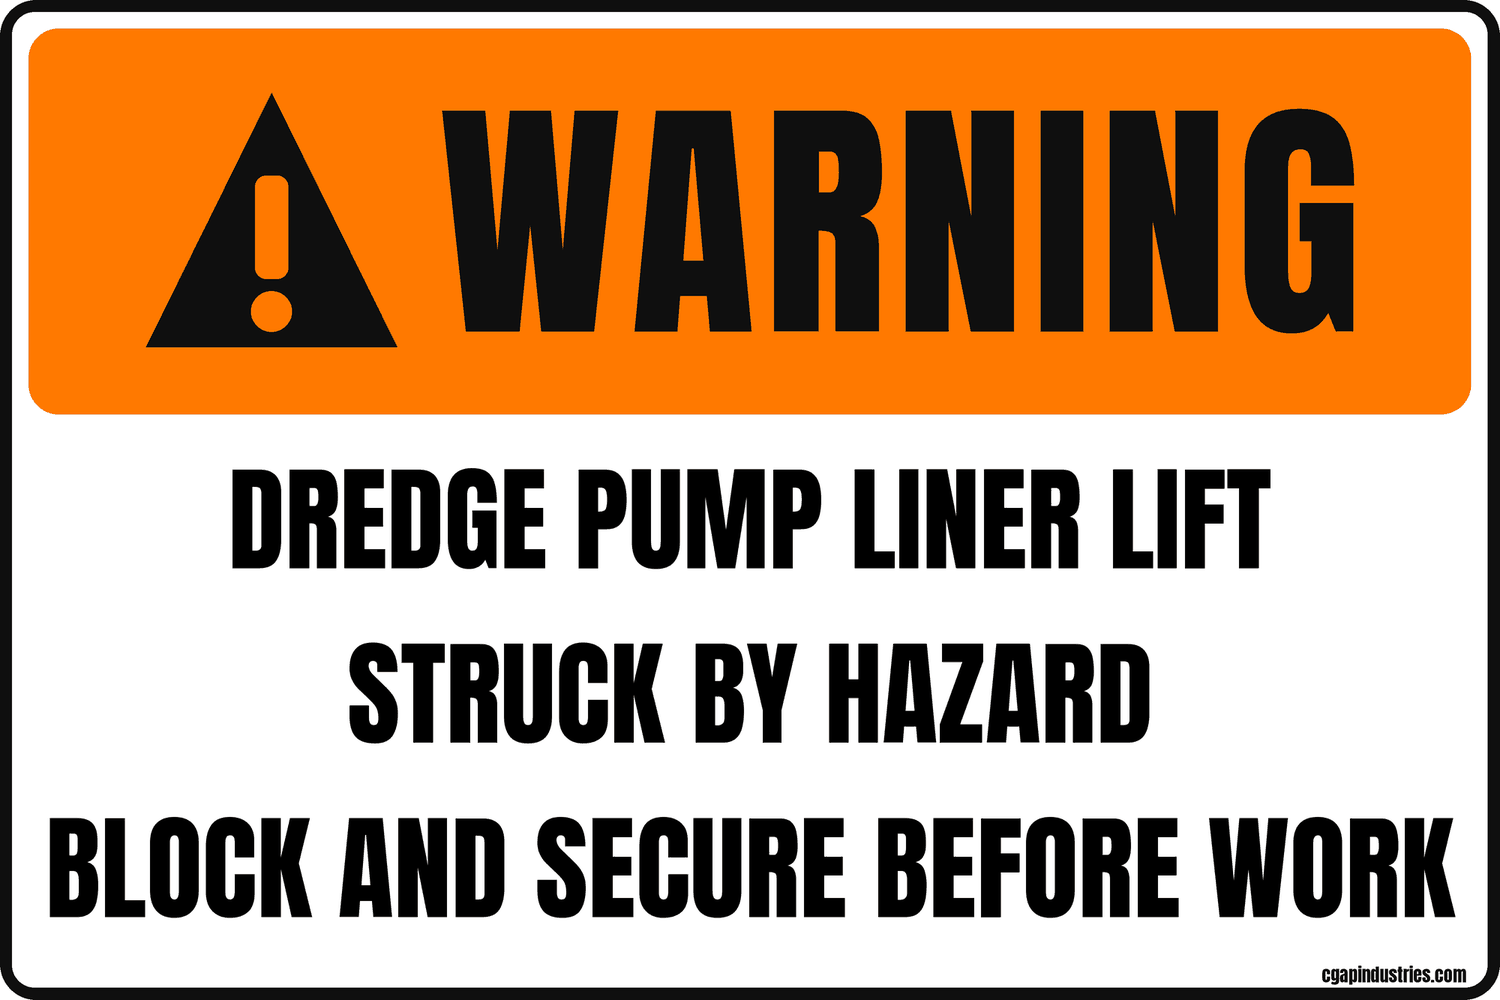 WARNING
DREDGE PUMP LINER LIFT
STRUCK BY HAZARD
BLOCK AND SECURE BEFORE WORK
cgapindustries.com